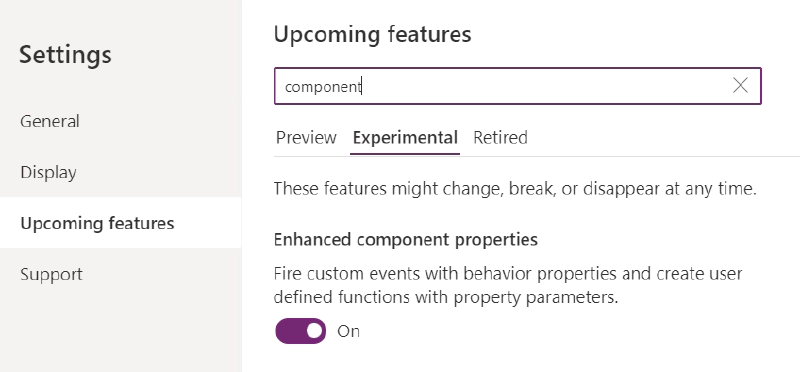 Settings
General
Display
Upcoming features
Support
Upcoming features
component
Preview Experimental Retired
These features might change, break, or disappear at any time.
Enhanced component properties
Fire custom events with behavior properties and create user
defined functions with property parameters.
On